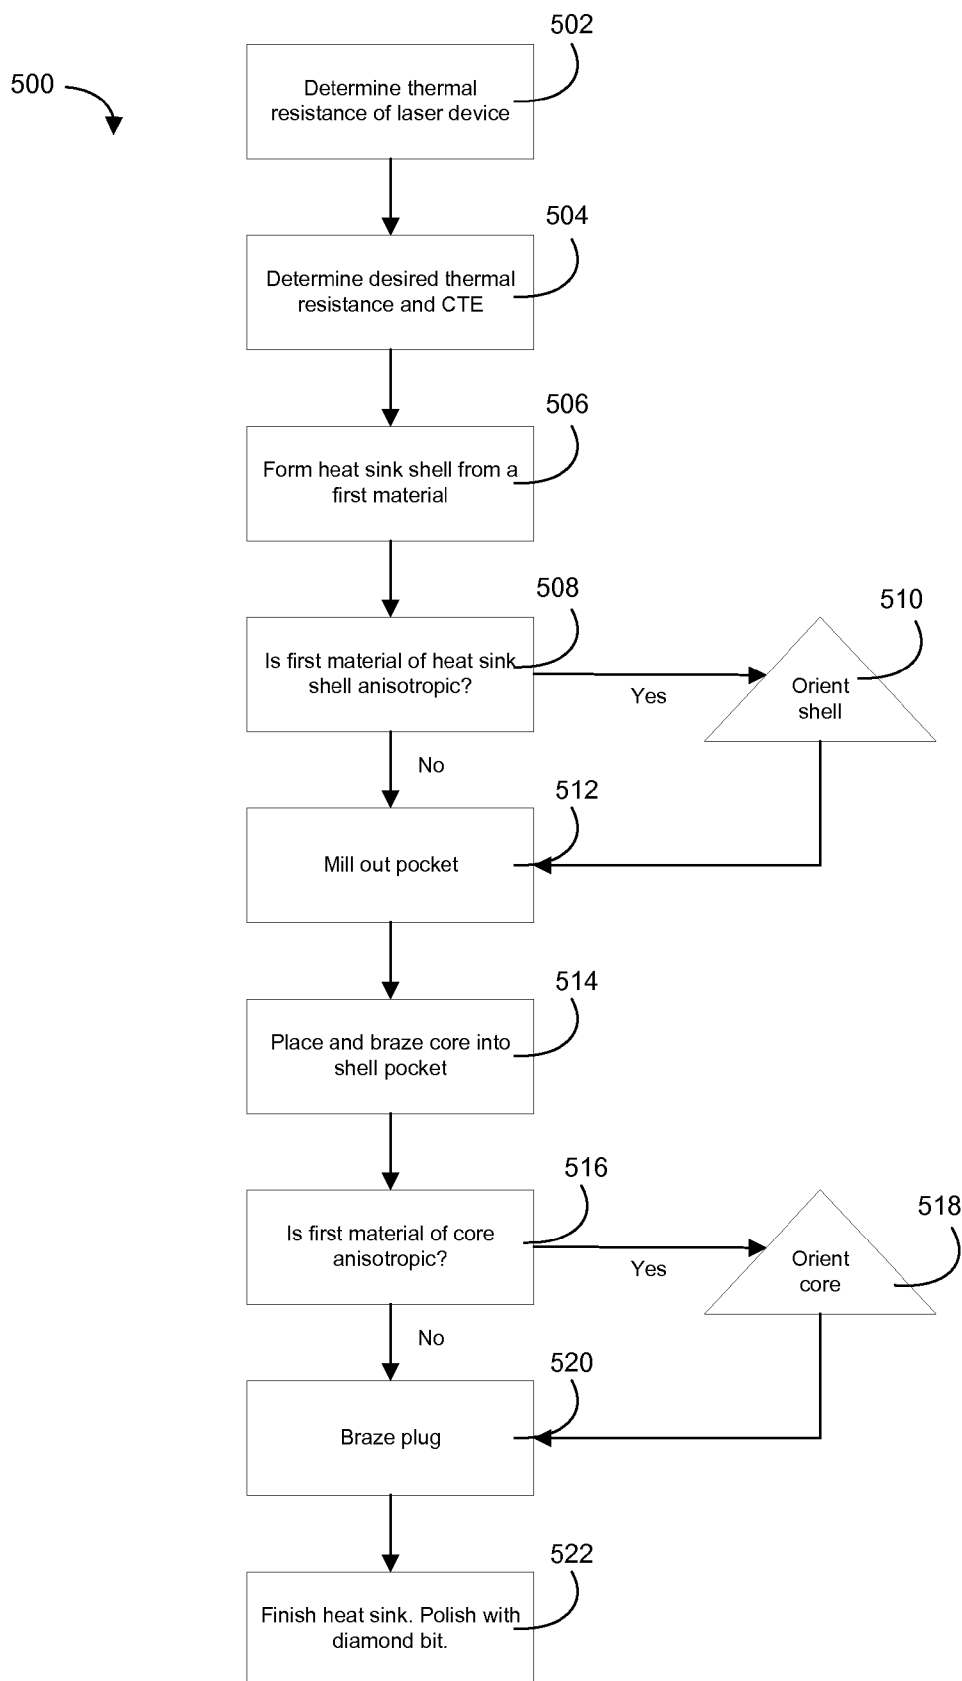 502
500
Determine thermal
resistance of laser device
504
Determine desired thermal
resistance and CTE
506
Form heat sink shell from a
first material
508
510
Is first material of heat sink
shell anisotropic?
Yes
Orient
shell
No
512
Mill out pocket
514
Place and braze core into
shell pocket
516
518
Is first material of core
anisotropic?
Yes
Orient
core
No
520
Braze plug
522
Finish heat sink. Polish with
diamond bit.